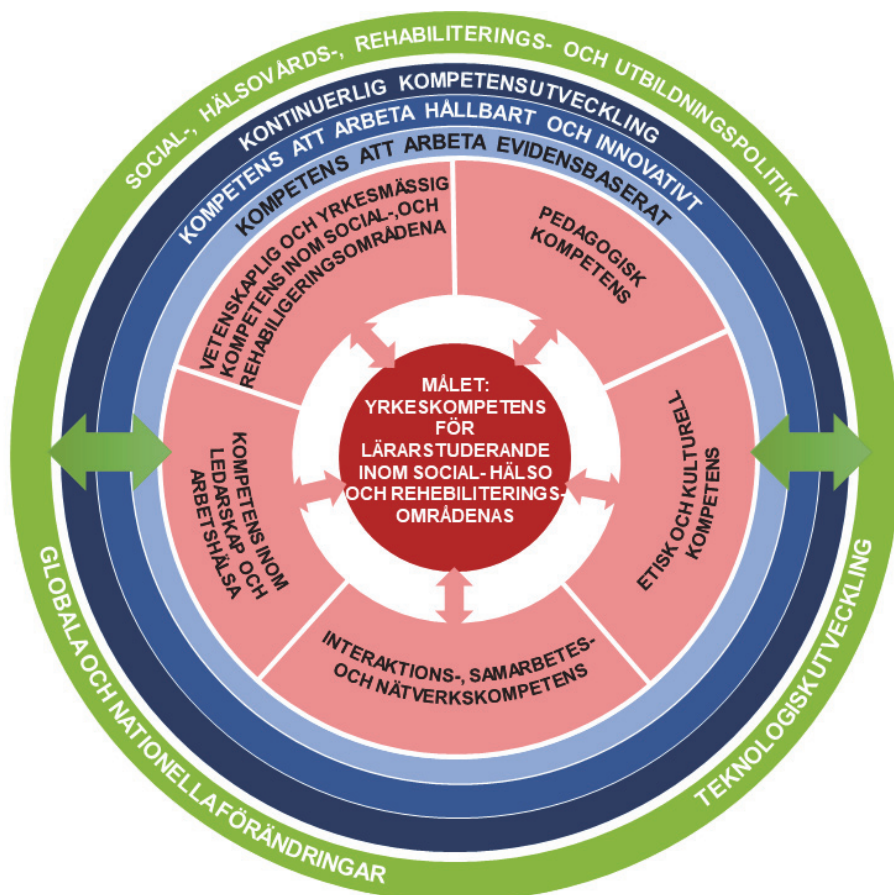 SOCIAL-, HÄLSOVÅRDS-, REHABILITERINGS- OCH UTBILDNINGSPOLITIK
KONTINUERLIG KOMPETENSUTVECKLING
KOMPETENS ATT ARBETA HÅLLBART OCH INNOVATIVT
KOMPETENS ATT ARBETA EVIDENSBASERAT
VETENSKAPLIG OCH YRKESMÄSSIG
KOMPETENS INOM SOCIAL-,OCH
REHABILIGERINGSOMRÅDENA
PEDAGOGISK
KOMPETENS
MÅLET:
YRKESKOMPETENS
FÖR
LÄRARSTUDERANDE
INOM SOCIAL- HÄLSO
OCH REHEBILITERINGS-
OMRÅDENAS
KOMPETENS INOM
LEDARSKAP OCH
ARBETSHÄLSA
ETISK OCH KULTURELL
KOMPETENS
INTERAKTIONS-, SAMARBETES-
OCH NÄTVERKSKOMPETENS
GLOBALA OCH NATIONELLA FÖRÄNDRINGAR
TEKNOLOGISK UTVECKLING